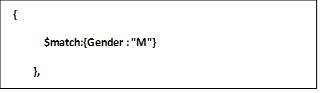 {
$match:{Gender : "M"}
},